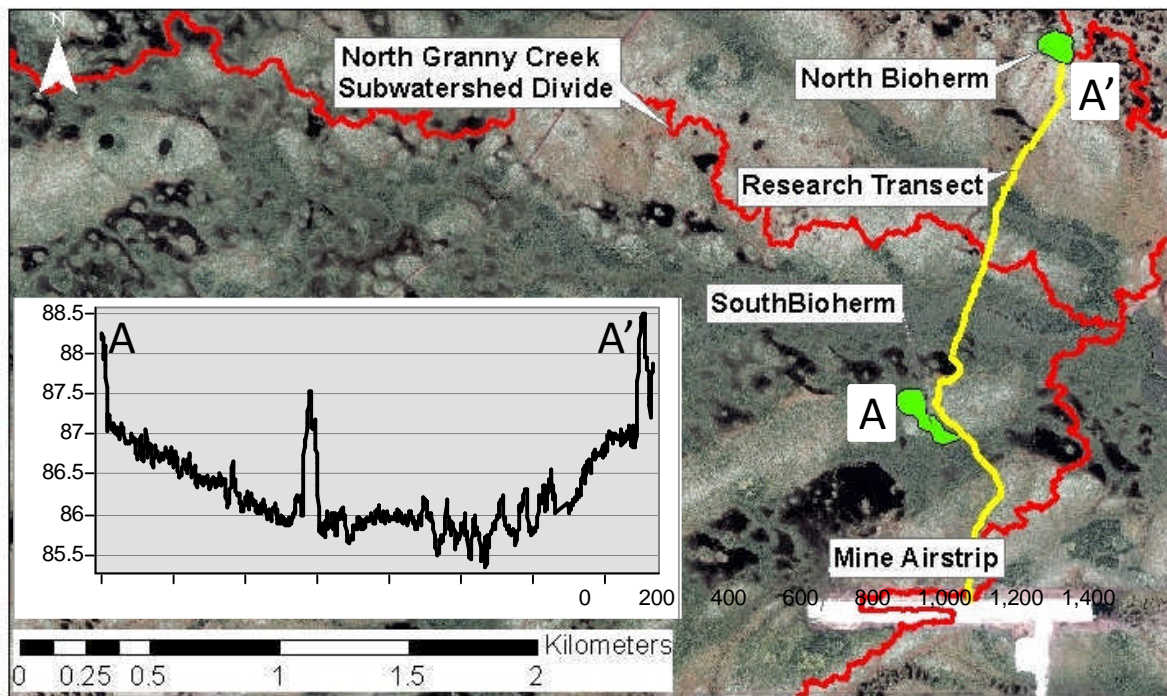 N
North Granny Creek
Subwatershed Divide
North Bioherm
A'
Research Transect
SouthBioherm
A
Mine Airstrip
88.5
88
87.5
87
86.5
86
85.5
A
A'
0 200 400 600 800 1,000 1,200 1,400
Kilometers
0 0.25 0.5 1 1.5 2